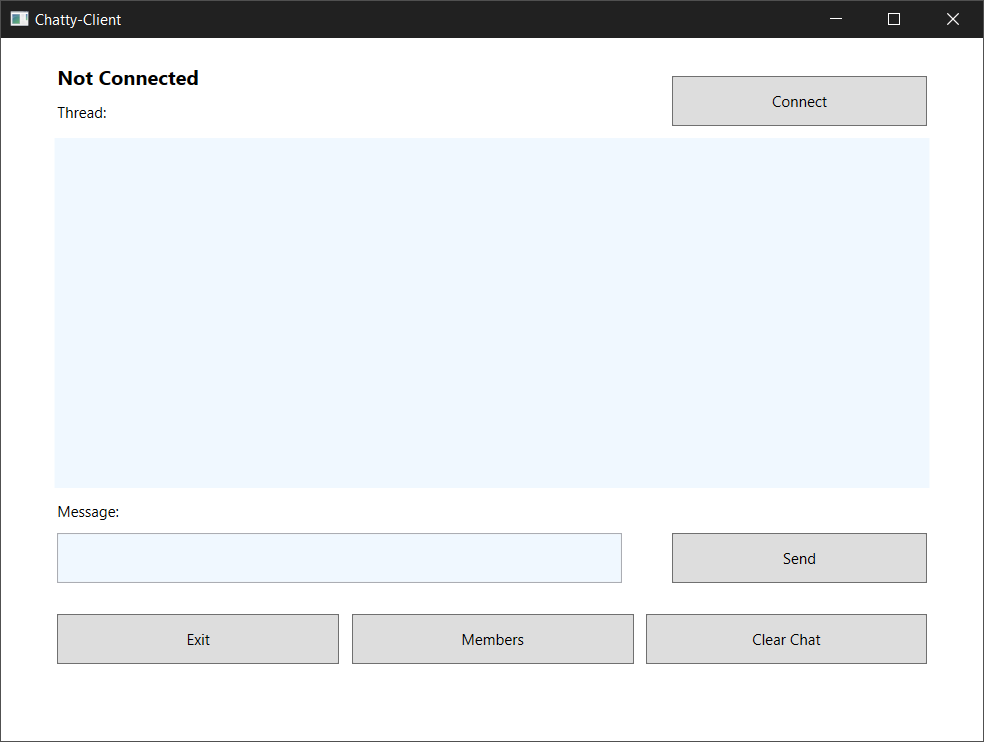 Chatty-Client
Not Connected
Connect
Thread:
Message:
Send
Exit
Members
Clear Chat